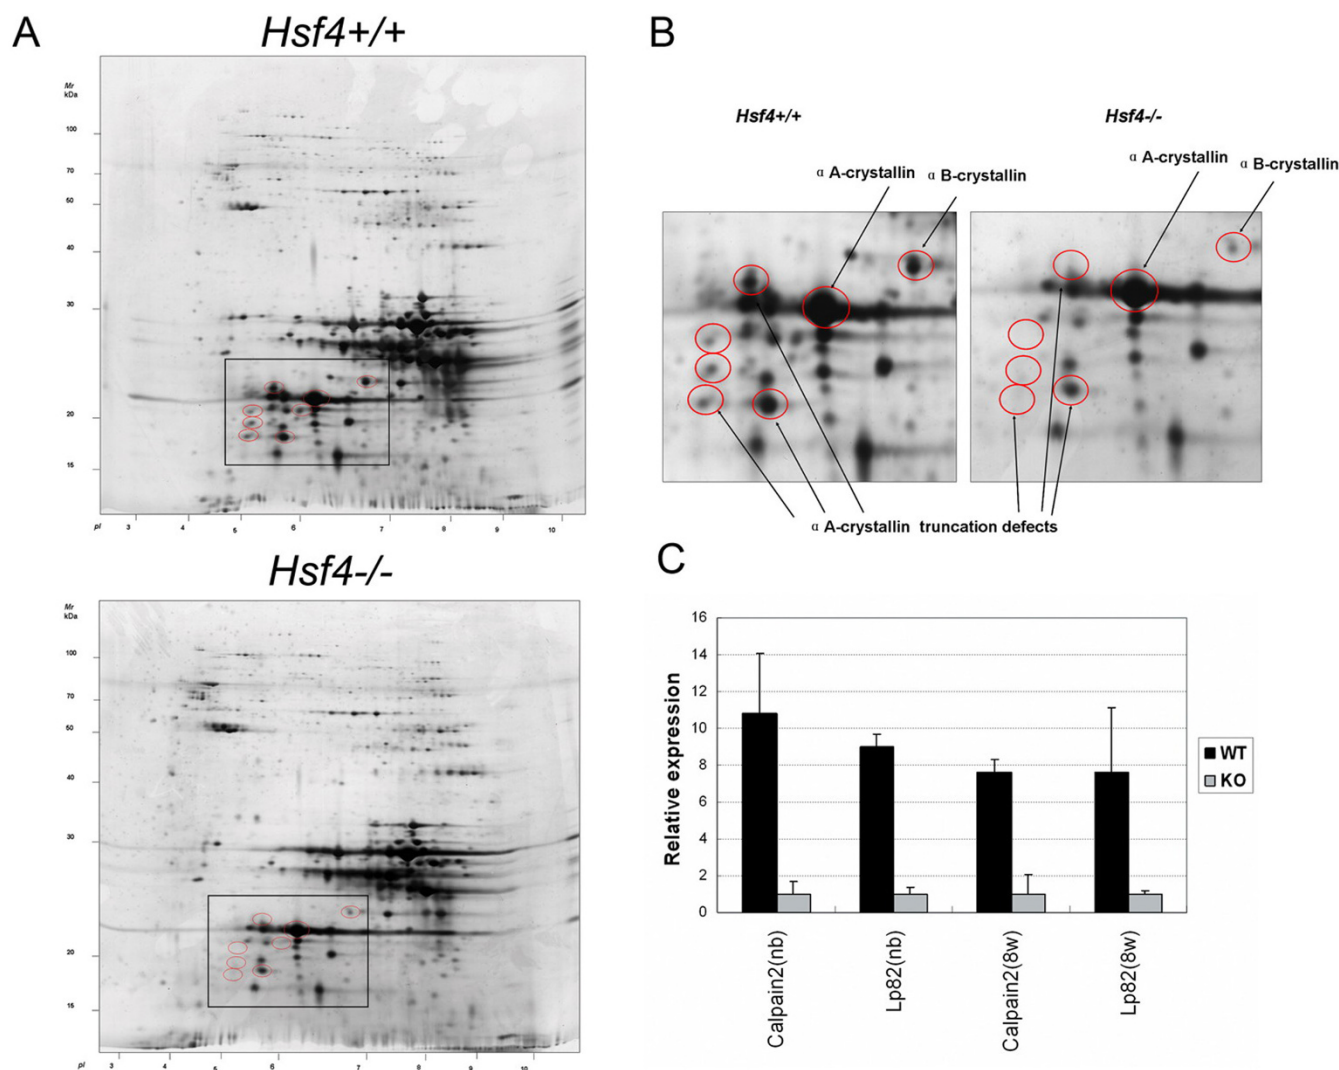 A
Hsf4+/+
Mr
kDa
100
70
50
40
30
20
15
pI 3 4 5 6 7 8 9 10
Hsf4-/-
Mr
kDa
100
70
50
40
30
20
15
pI 3 4 5 6 7 8 9 10
B
Hsf4+/+ Hsf4-/-
α A-crystallin α B-crystallin α A-crystallin α B-crystallin
α A-crystallin truncation defects
C
Relative expression
16
14
12
10
8
6
4
2
0
Calpain2(nb)
Lp82(nb)
Calpain2(8w)
Lp82(8w)
WT
KO